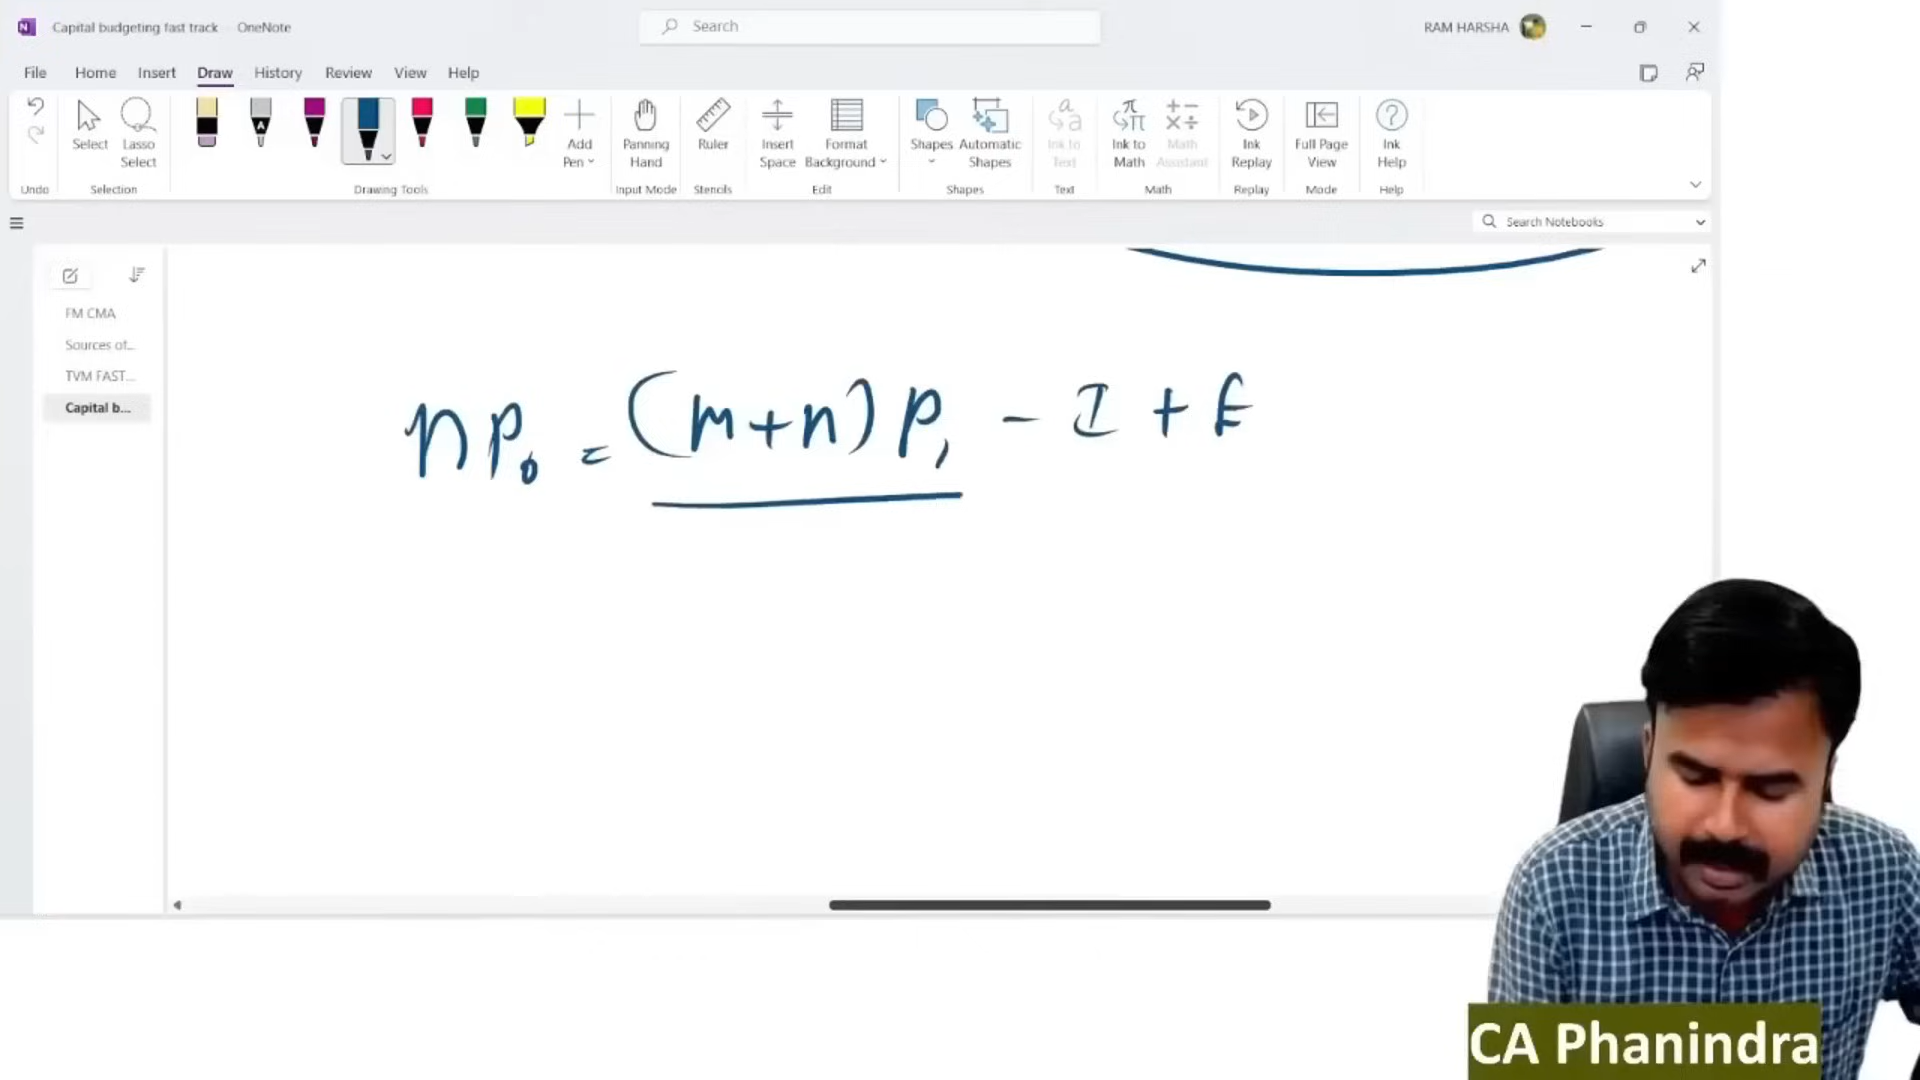 Capital budgeting fast track - OneNote
Search
RAM HARSHA
File Home Insert Draw History Review View Help
Undo
Select
Lasso Select
Selection
Drawing Tools
Add Pen
Panning Hand
Input Mode
Ruler
Stencils
Insert Space
Format Background
Edit
Shapes
Automatic Shapes
Shapes
Ink to Text
Text
Ink to Math
Math Assistant
Math
Ink Replay
Replay
Full Page View
Mode
Ink Help
Help
Search Notebooks
FM CMA
Sources of...
TVM FAST...
Capital b...
nP₀ = (m+n) P₁ - I + E
CA Phanindra